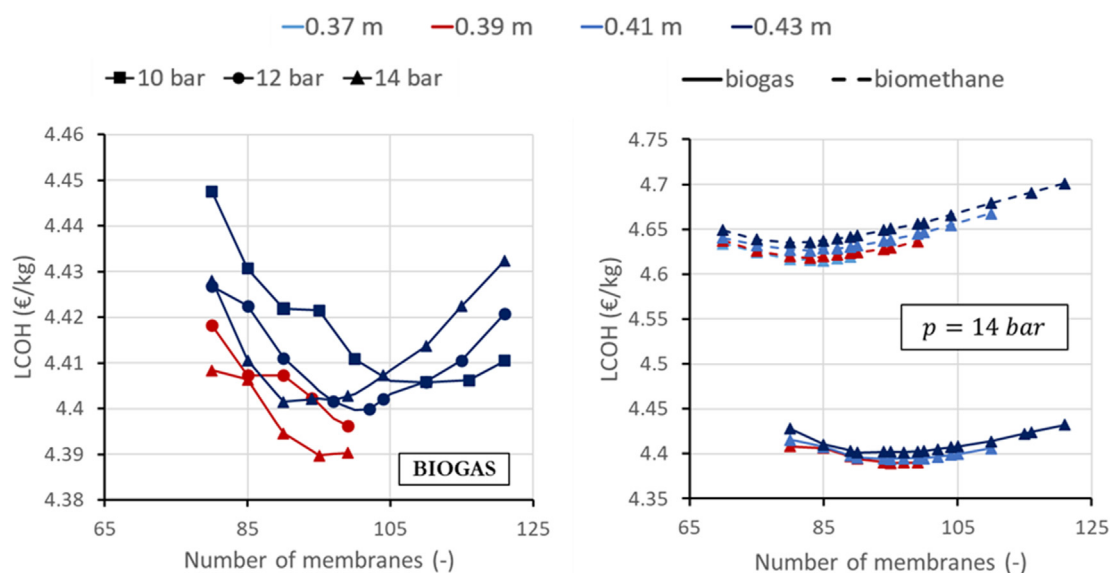 0.37 m 0.39 m 0.41 m 0.43 m
10 bar 12 bar 14 bar biogas biomethane
4.46
4.45
4.44
4.43
4.42
4.41
4.4
4.39
4.38
LCOH (€/kg)
BIOGAS
65 85 105 125
Number of membranes (-)
4.75
4.7
4.65
4.6
4.55
4.5
4.45
4.4
4.35
LCOH (€/kg)
p = 14 bar
65 85 105 125
Number of membranes (-)